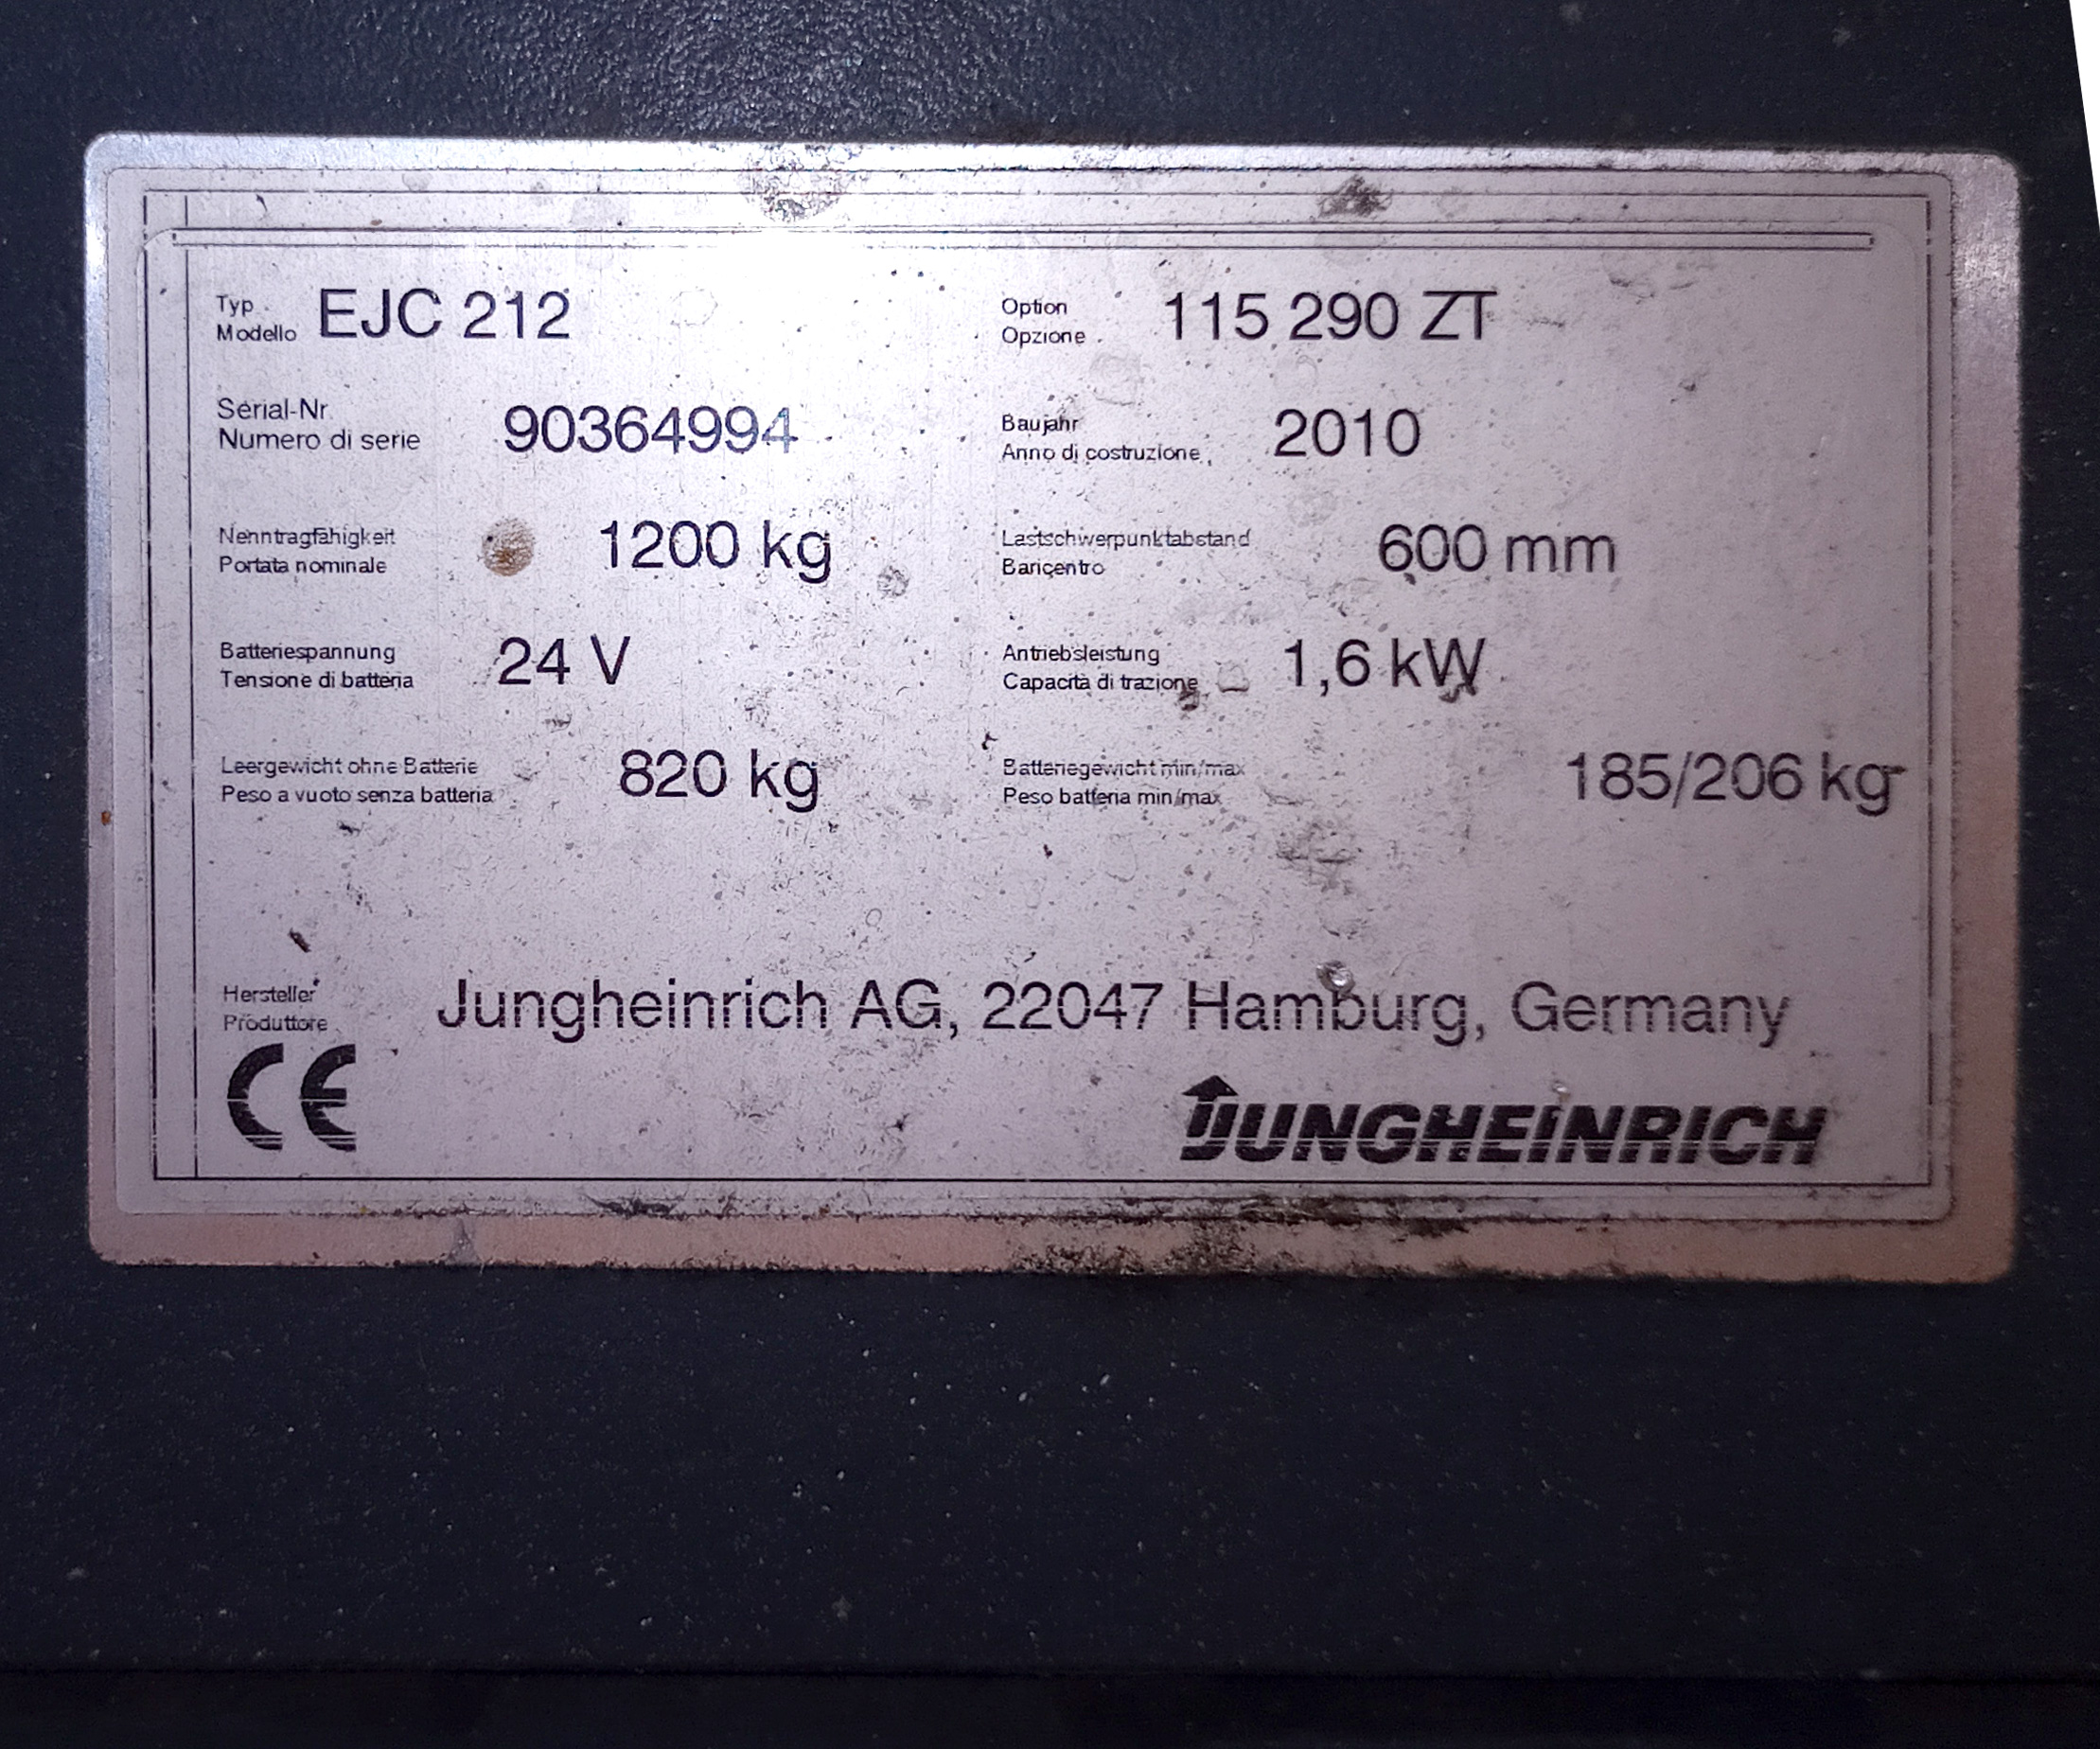 Typ EJC 212 Option 115 290 ZT
Modello Opzione
Serial-Nr. 90364994 Baujahr 2010
Numero di serie Anno di costruzione
Nenntragfähigkeit 1200 kg Lastschwerpunktabstand 600 mm
Portata nominale Baricentro
Batteriespannung 24 V Antriebsleistung 1,6 kW
Tensione di batteria Capacità di trazione
Leergewicht ohne Batterie 820 kg Batteriegewicht min/max 185/206 kg
Peso a vuoto senza batteria Peso batteria min/max
Hersteller Jungheinrich AG, 22047 Hamburg, Germany
Produttore
CE JUNGHEINRICH